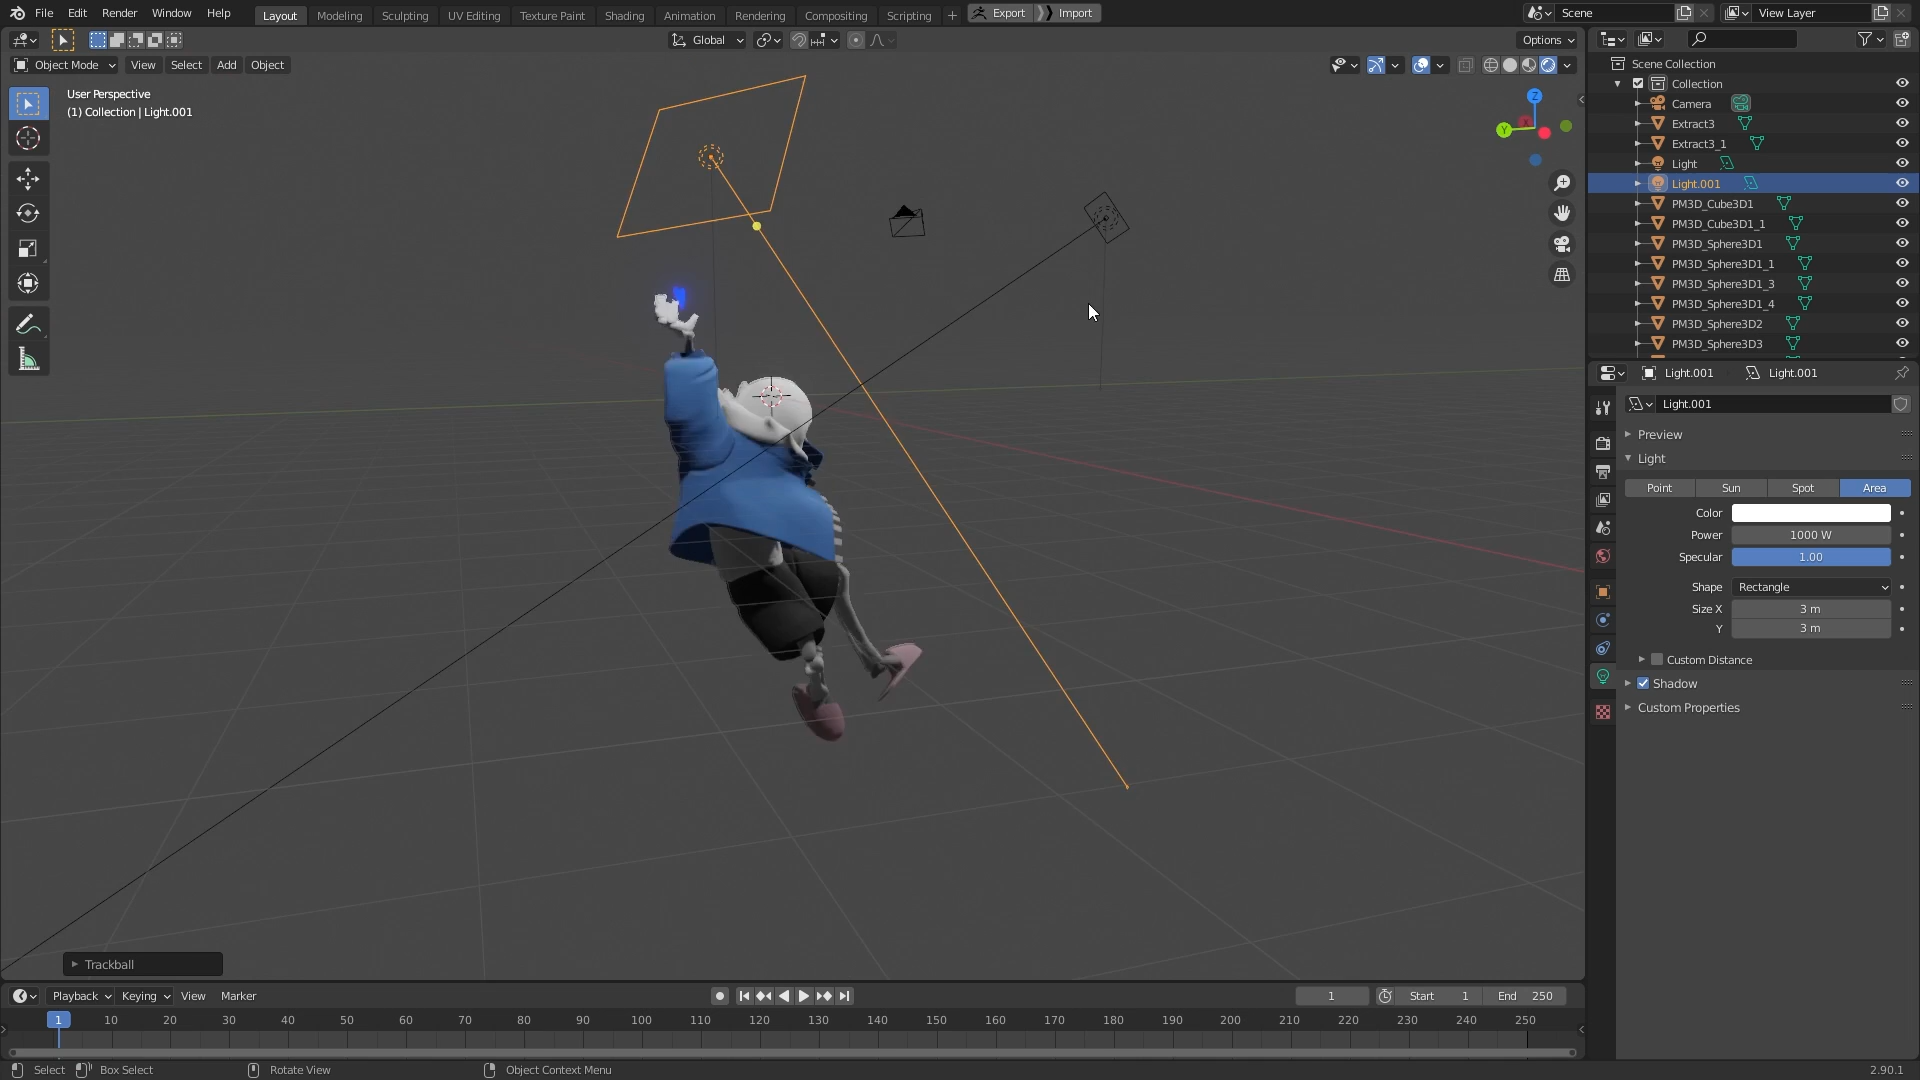 File Edit Render Window Help Layout Modeling Sculpting UV Editing Texture Paint Shading Animation Rendering Compositing Scripting + Export Import Scene View Layer
Global Options
Object Mode View Select Add Object
User Perspective
(1) Collection | Light.001
Z
Y
X
Scene Collection
Collection
Camera
Extract3
Extract3_1
Light
Light.001
PM3D_Cube3D1
PM3D_Cube3D1_1
PM3D_Sphere3D1
PM3D_Sphere3D1_1
PM3D_Sphere3D1_3
PM3D_Sphere3D1_4
PM3D_Sphere3D2
PM3D_Sphere3D3
Light.001 Light.001
Light.001
Preview
Light
Point Sun Spot Area
Color
Power 1000 W
Specular 1.00
Shape Rectangle
Size X 3 m
Y 3 m
Custom Distance
Shadow
Custom Properties
Trackball
Playback Keying View Marker 1 Start 1 End 250
1 10 20 30 40 50 60 70 80 90 100 110 120 130 140 150 160 170 180 190 200 210 220 230 240 250
Select Box Select Rotate View Object Context Menu 2.90.1